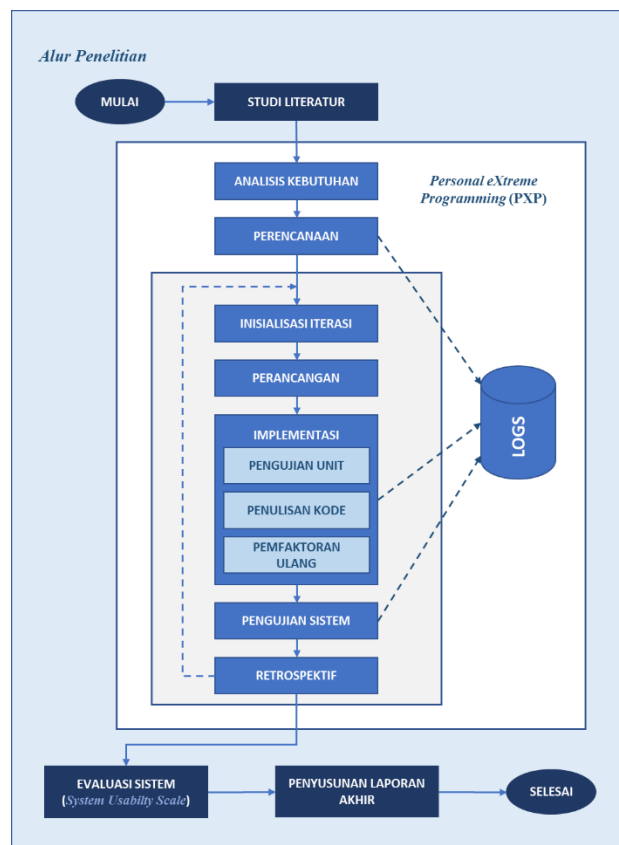 Alur Penelitian
MULAI
STUDI LITERATUR
ANALISIS KEBUTUHAN
Personal eXtreme
Programming (PXP)
PERENCANAAN
INISIALISASI ITERASI
PERANCANGAN
IMPLEMENTASI
PENGUJIAN UNIT
PENULISAN KODE
PEMFAKTORAN
ULANG
LOGS
PENGUJIAN SISTEM
RETROSPEKTIF
EVALUASI SISTEM
(System Usabilty Scale)
PENYUSUNAN LAPORAN
AKHIR
SELESAI